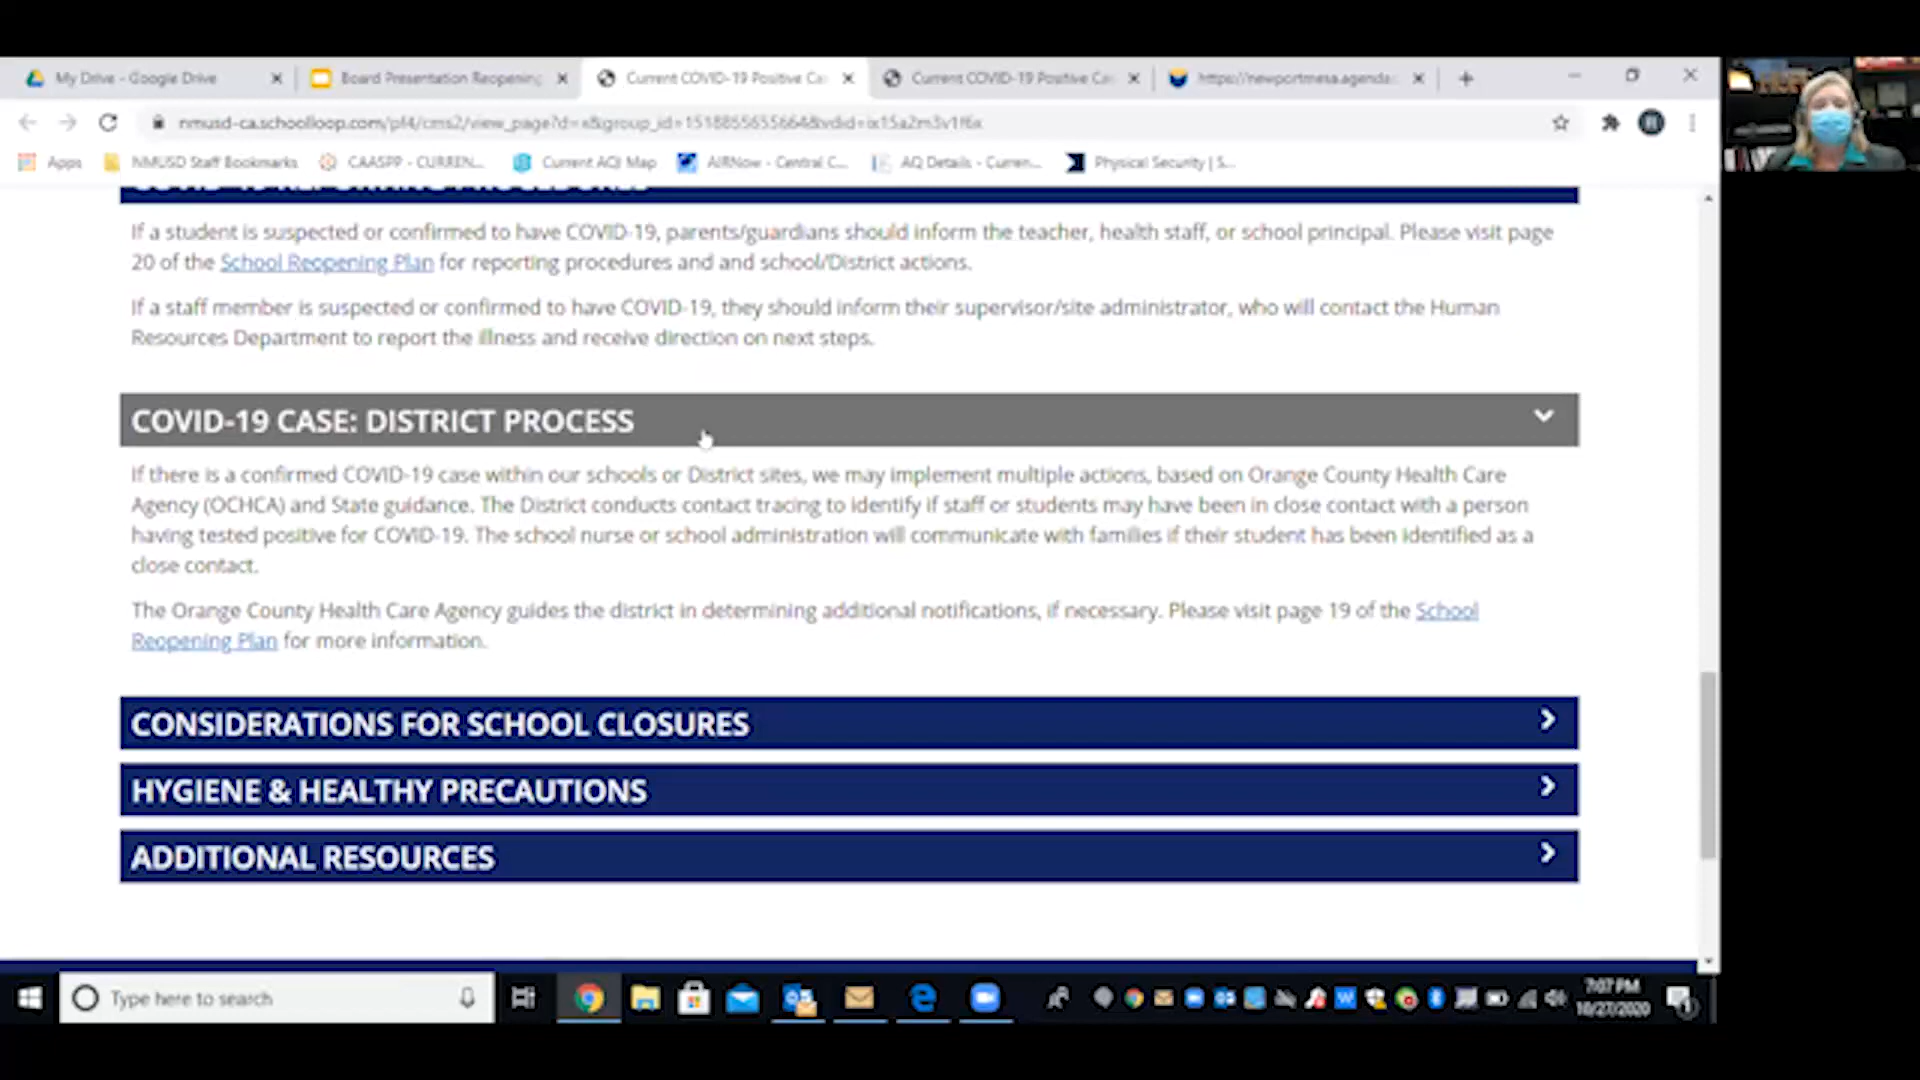 My Drive - Google Drive
Board Presentation Reopening
Current COVID-19 Positive Ca
Current COVID-19 Positive Ca
https://newportmesa.agenda
Apps
NMUSD Staff Bookmarks
CAASPP - CURREN...
Current AQI Map
AIRNow - Central C...
AQ Details - Curren...
Physical Security | S...
COVID-19 REPORTING PROCEDURES
If a student is suspected or confirmed to have COVID-19, parents/guardians should inform the teacher, health staff, or school principal. Please visit page
20 of the School Reopening Plan for reporting procedures and and school/District actions.
If a staff member is suspected or confirmed to have COVID-19, they should inform their supervisor/site administrator, who will contact the Human
Resources Department to report the illness and receive direction on next steps.
COVID-19 CASE: DISTRICT PROCESS
If there is a confirmed COVID-19 case within our schools or District sites, we may implement multiple actions, based on Orange County Health Care
Agency (OCHCA) and State guidance. The District conducts contact tracing to identify if staff or students may have been in close contact with a person
having tested positive for COVID-19. The school nurse or school administration will communicate with families if their student has been identified as a
close contact.
The Orange County Health Care Agency guides the district in determining additional notifications, if necessary. Please visit page 19 of the School
Reopening Plan for more information.
CONSIDERATIONS FOR SCHOOL CLOSURES
HYGIENE & HEALTHY PRECAUTIONS
ADDITIONAL RESOURCES
Type here to search
7:07 PM
10/27/2020